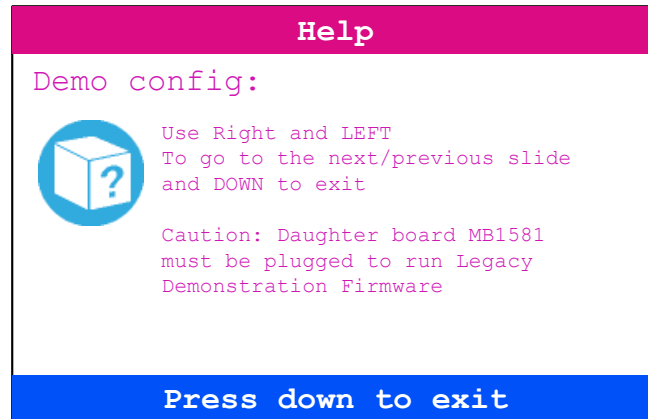 Help
Demo config:
?
Use Right and LEFT
To go to the next/previous slide
and DOWN to exit
Caution: Daughter board MB1581
must be plugged to run Legacy
Demonstration Firmware
Press down to exit